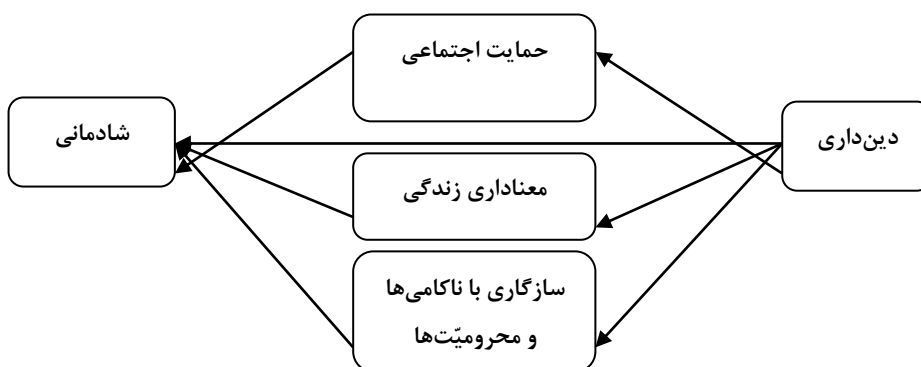 حمایت اجتماعی
دین‌داری
شادمانی
معناداری زندگی
سازگاری با ناکامی‌ها
و محرومیّت‌ها